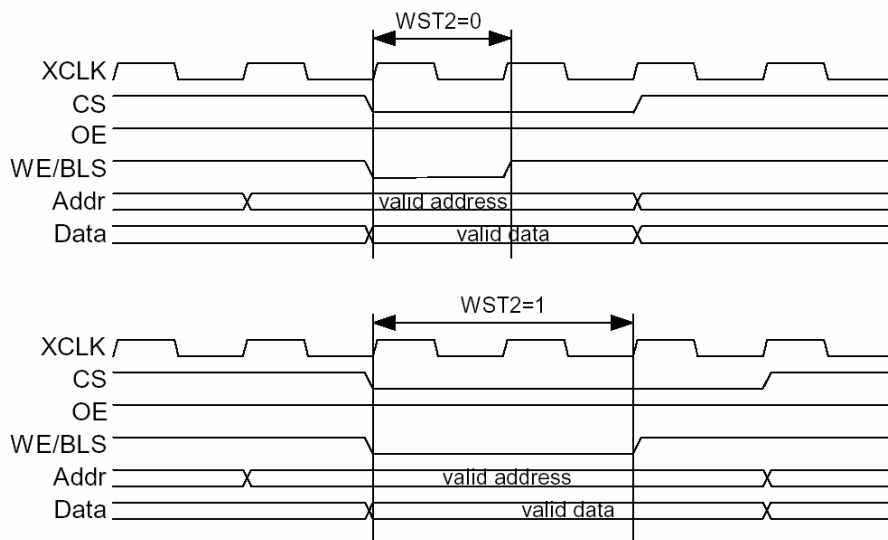 WST2=0
XCLK
CS
OE
WE/BLS
Addr valid address
Data valid data
WST2=1
XCLK
CS
OE
WE/BLS
Addr valid address
Data valid data